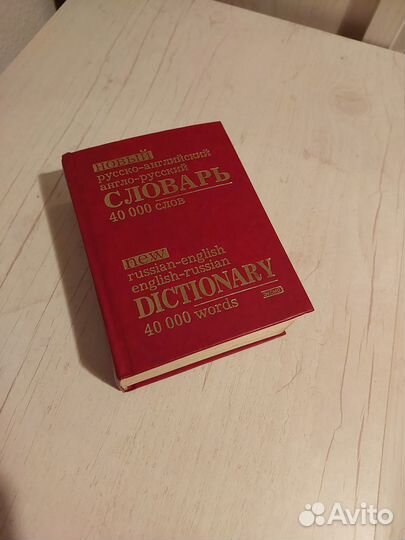 НОВЫЙ
русско-английский
англо-русский
СЛОВАРЬ
40 000 слов
new
russian-english
english-russian
DICTIONARY
40 000 words
Avito